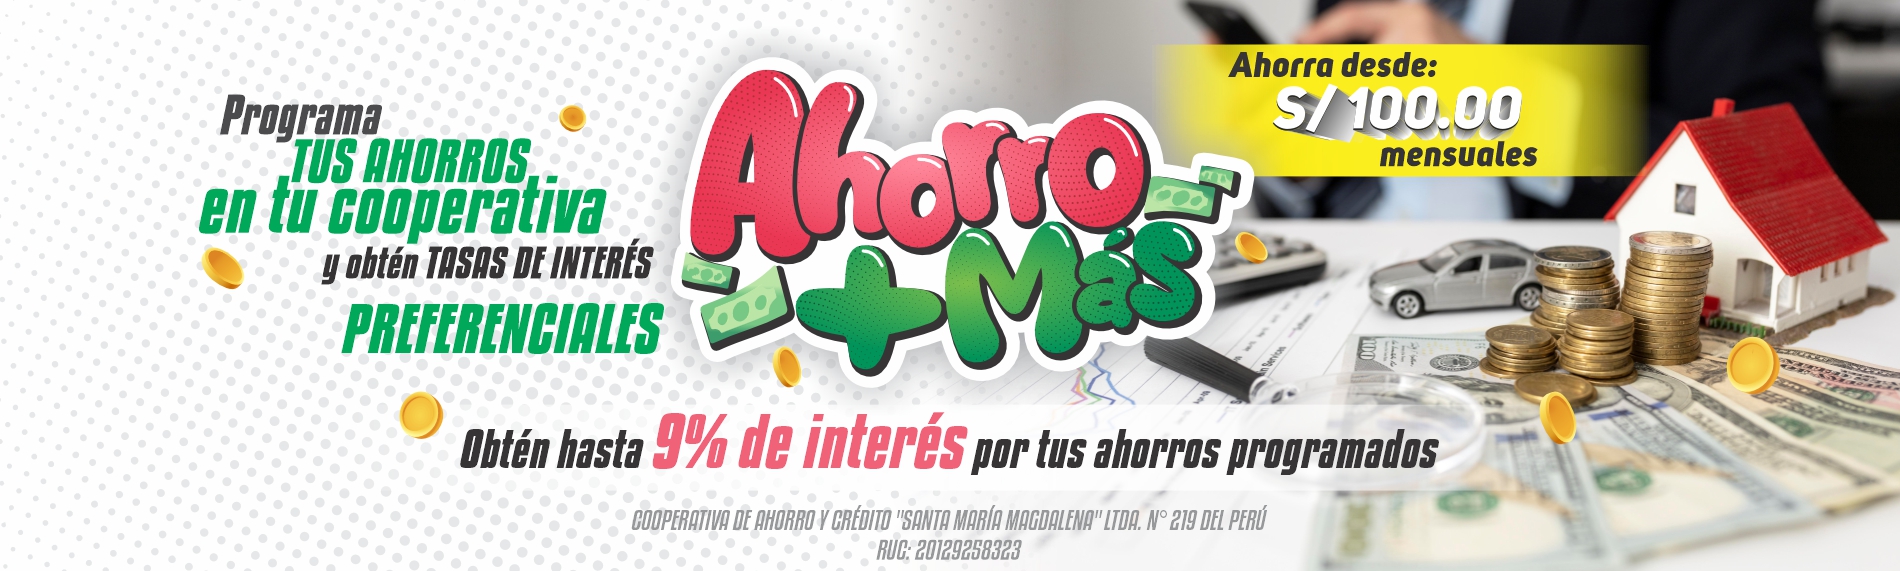 Programa
TUS AHORROS
en tu cooperativa
y obtén TASAS DE INTERÉS
PREFERENCIALES
Ahorro
+ Más
Ahorra desde:
S/100.00
mensuales
Obtén hasta 9% de interés por tus ahorros programados
COOPERATIVA DE AHORRO Y CRÉDITO "SANTA MARÍA MAGDALENA" LTDA. N° 219 DEL PERÚ
RUC: 20129258323